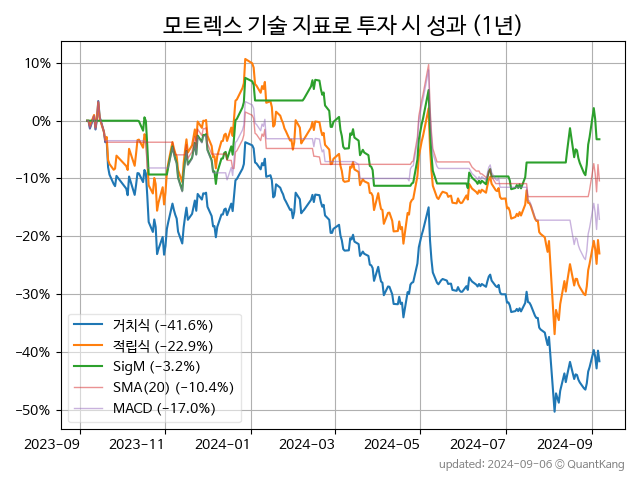 모트렉스 기술 지표로 투자 시 성과 (1년)
10%
0%
−10%
−20%
−30%
−40%
−50%
거치식 (−41.6%)
적립식 (−22.9%)
SigM (−3.2%)
SMA(20) (−10.4%)
MACD (−17.0%)
2023-09 2023-11 2024-01 2024-03 2024-05 2024-07 2024-09
updated: 2024-09-06 © QuantKang